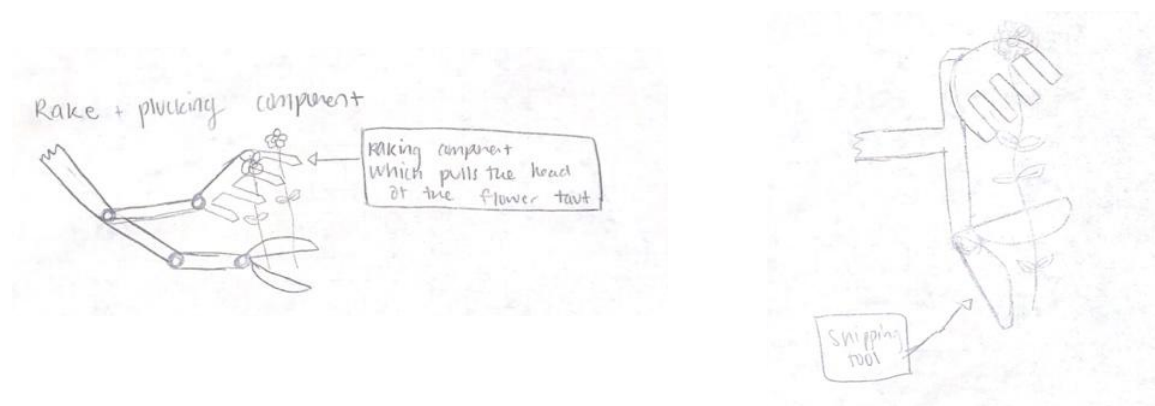 Rake + plucking component
raking component
which pulls the head
of the flower taut
snipping
tool